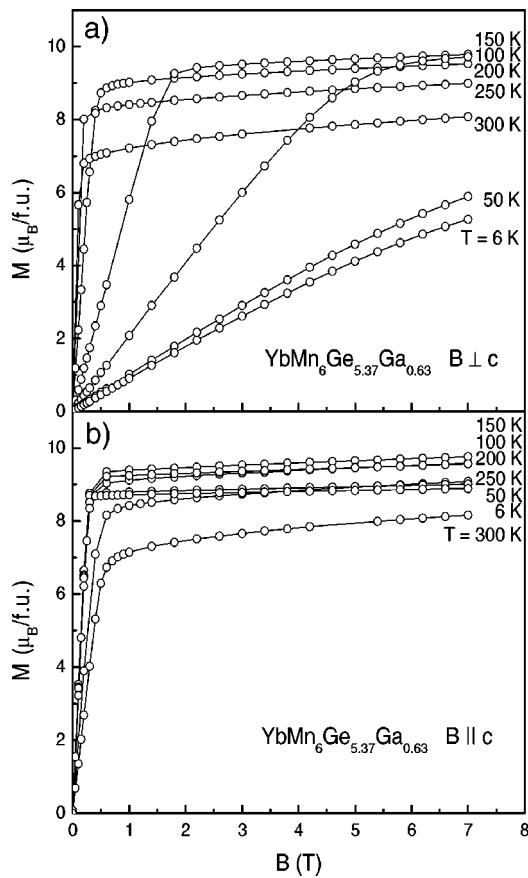 a)
10
8
6
4
2
0
M (μB/f.u.)
150 K
100 K
200 K
250 K
300 K
50 K
T = 6 K
YbMn6Ge5.37Ga0.63 B ⊥ c
b)
10
8
6
4
2
0
M (μB/f.u.)
150 K
100 K
200 K
250 K
50 K
6 K
T = 300 K
YbMn6Ge5.37Ga0.63 B || c
0 1 2 3 4 5 6 7 8
B (T)